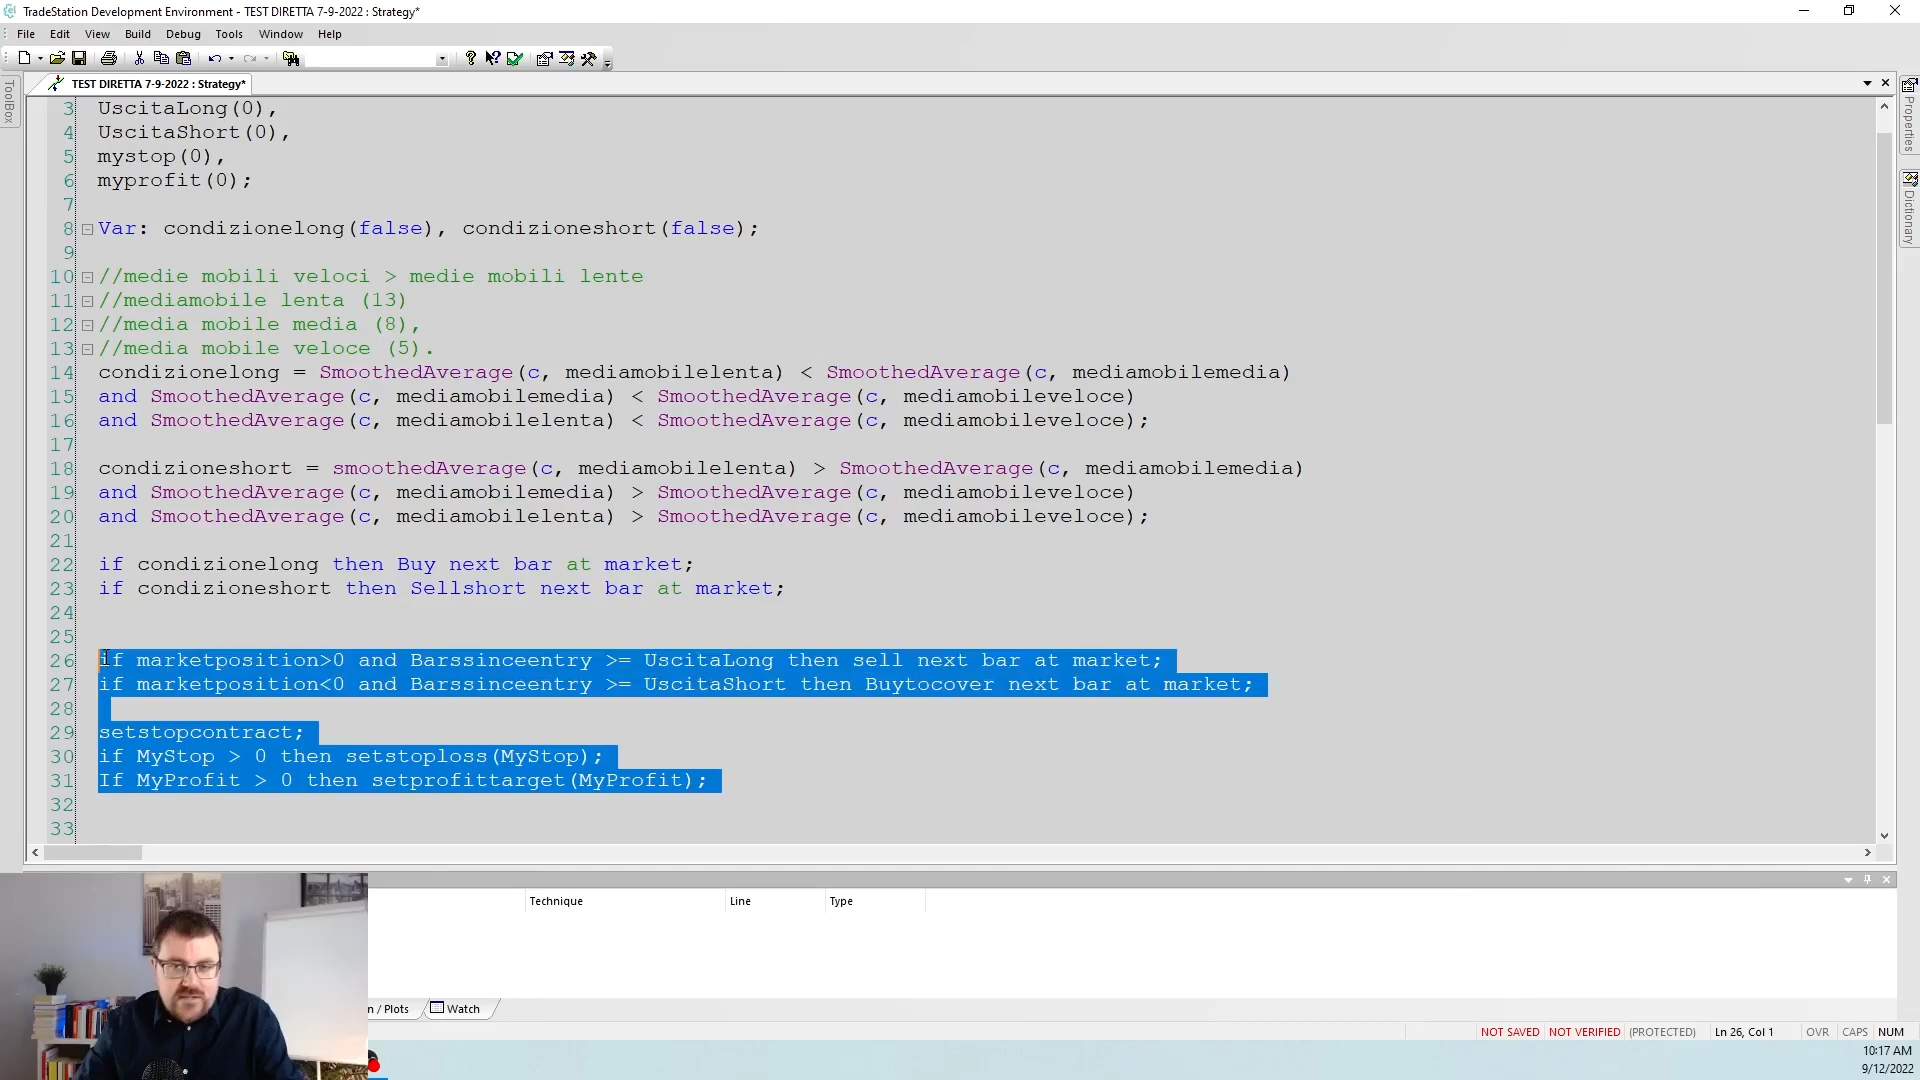 TradeStation Development Environment - TEST DIRETTA 7-9-2022 : Strategy*
File Edit View Build Debug Tools Window Help
TEST DIRETTA 7-9-2022 : Strategy*
ToolBox
Properties
Dictionary
3 UscitaLong(0),
4 UscitaShort(0),
5 mystop(0),
6 myprofit(0);
7
8 Var: condizionelong(false), condizioneshort(false);
9
10 //medie mobili veloci > medie mobili lente
11 //mediamobile lenta (13)
12 //media mobile media (8),
13 //media mobile veloce (5).
14 condizionelong = SmoothedAverage(c, mediamobilelenta) < SmoothedAverage(c, mediamobilemedia)
15 and SmoothedAverage(c, mediamobilemedia) < SmoothedAverage(c, mediamobileveloce)
16 and SmoothedAverage(c, mediamobilelenta) < SmoothedAverage(c, mediamobileveloce);
17
18 condizioneshort = smoothedAverage(c, mediamobilelenta) > SmoothedAverage(c, mediamobilemedia)
19 and SmoothedAverage(c, mediamobilemedia) > SmoothedAverage(c, mediamobileveloce)
20 and SmoothedAverage(c, mediamobilelenta) > SmoothedAverage(c, mediamobileveloce);
21
22 if condizionelong then Buy next bar at market;
23 if condizioneshort then Sellshort next bar at market;
24
25
26 if marketposition>0 and Barssinceentry >= UscitaLong then sell next bar at market;
27 if marketposition<0 and Barssinceentry >= UscitaShort then Buytocover next bar at market;
28
29 setstopcontract;
30 if MyStop > 0 then setstoploss(MyStop);
31 If MyProfit > 0 then setprofittarget(MyProfit);
32
33
Technique Line Type
n / Plots Watch
NOT SAVED NOT VERIFIED (PROTECTED) Ln 26, Col 1 OVR CAPS NUM
10:17 AM
9/12/2022